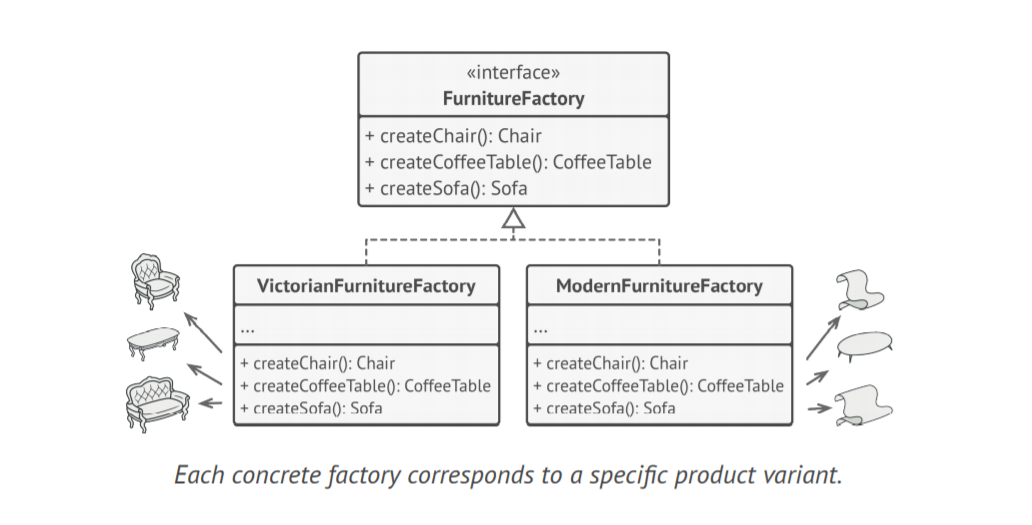 «interface»
FurnitureFactory
+ createChair(): Chair
+ createCoffeeTable(): CoffeeTable
+ createSofa(): Sofa
VictorianFurnitureFactory
...
+ createChair(): Chair
+ createCoffeeTable(): CoffeeTable
+ createSofa(): Sofa
ModernFurnitureFactory
...
+ createChair(): Chair
+ createCoffeeTable(): CoffeeTable
+ createSofa(): Sofa
Each concrete factory corresponds to a specific product variant.